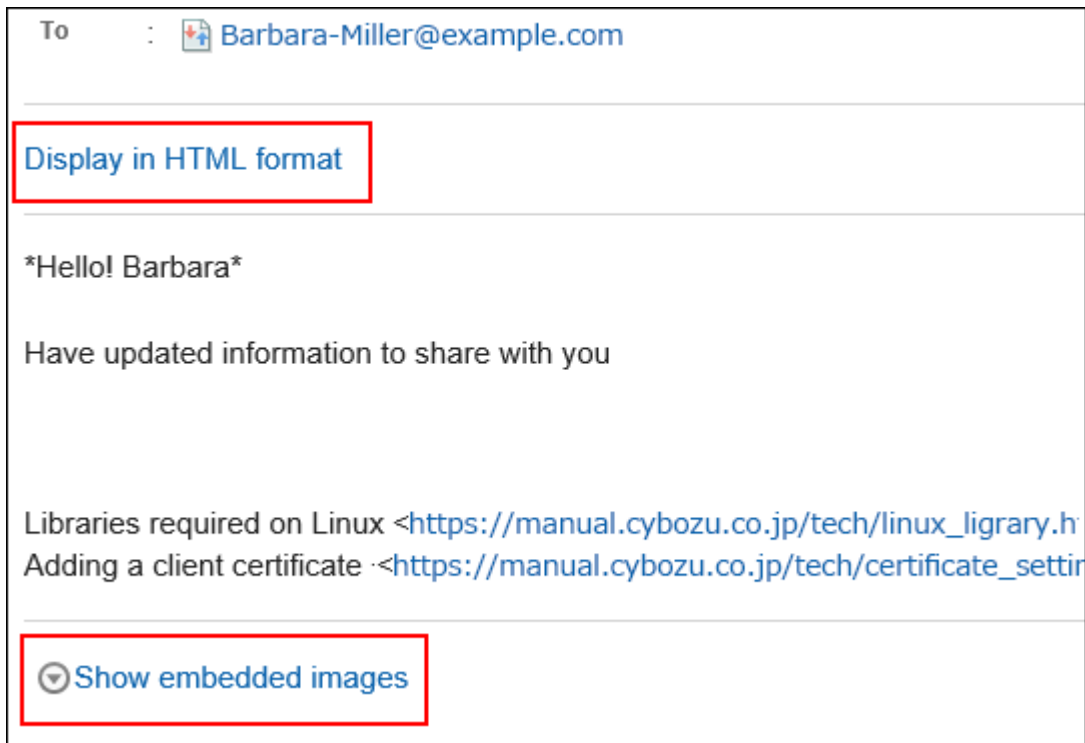 To : Barbara-Miller@example.com
Display in HTML format
*Hello! Barbara*
Have updated information to share with you
Libraries required on Linux <https://manual.cybozu.co.jp/tech/linux_ligrary.h
Adding a client certificate <https://manual.cybozu.co.jp/tech/certificate_settin
Show embedded images